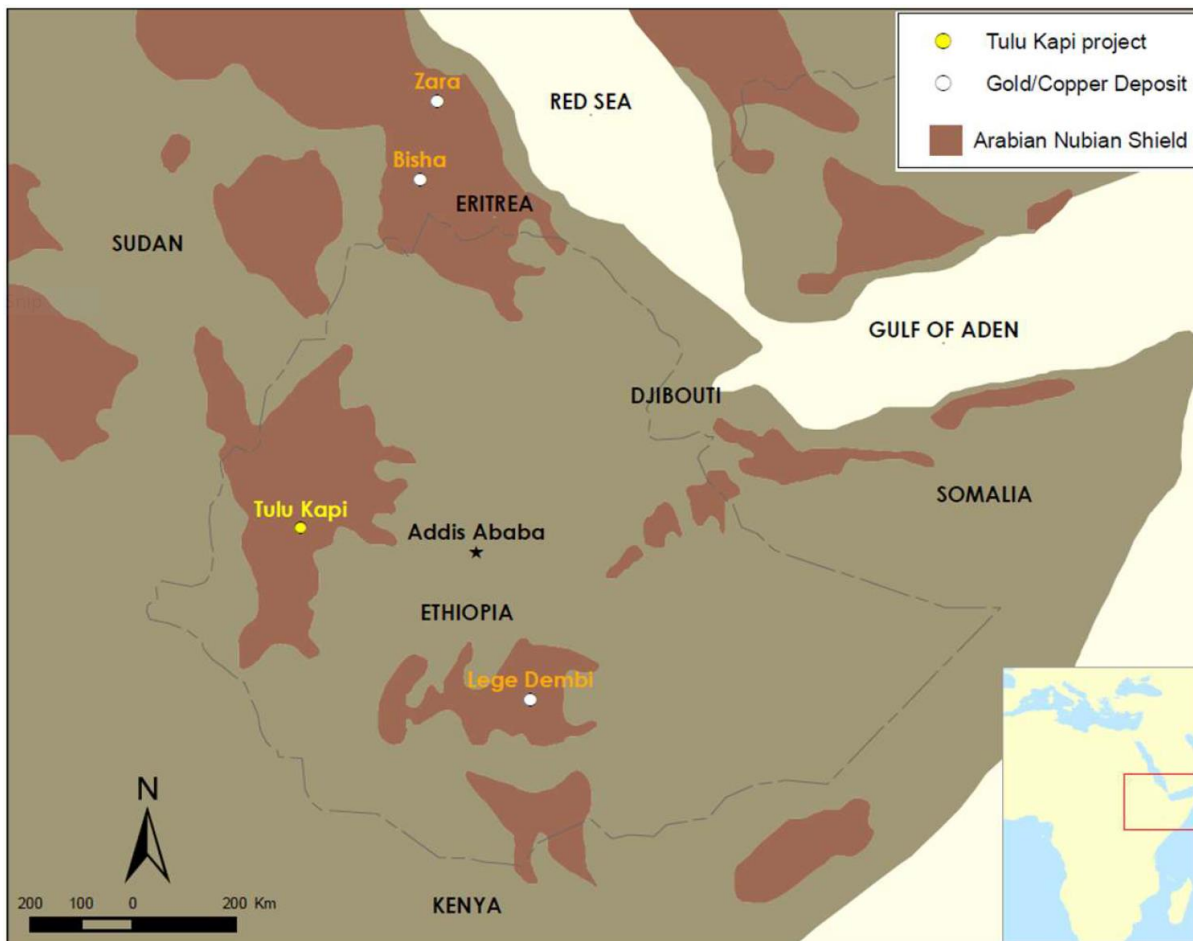 Tulu Kapi project
Gold/Copper Deposit
Arabian Nubian Shield
Zara
RED SEA
Bisha
ERITREA
SUDAN
GULF OF ADEN
DJIBOUTI
SOMALIA
Tulu Kapi
Addis Ababa
ETHIOPIA
Lege Dembi
N
200 100 0 200 Km
KENYA